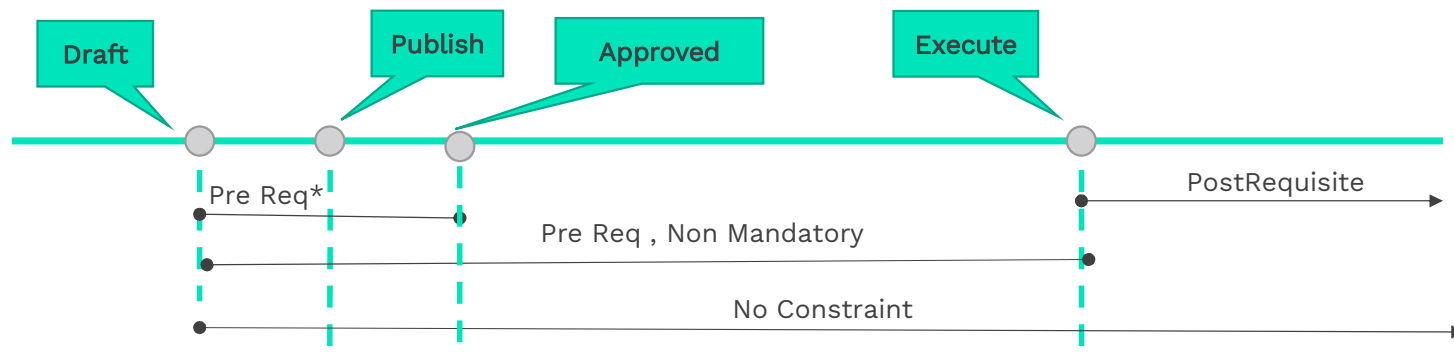 Draft
Publish
Approved
Execute
Pre Req*
PostRequisite
Pre Req , Non Mandatory
No Constraint